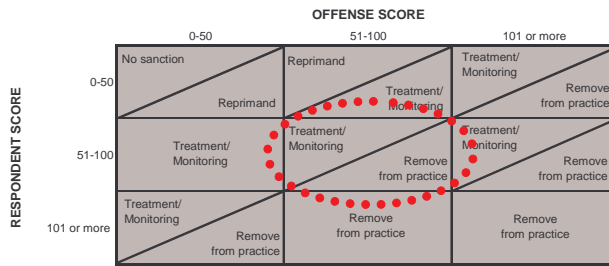 OFFENSE SCORE
0-50
51-100
101 or more
RESPONDENT SCORE
0-50
No sanction
Reprimand
Reprimand
Treatment/
Monitoring
Treatment/
Monitoring
Remove
from practice
51-100
Treatment/
Monitoring
Treatment/
Monitoring
Remove
from practice
Treatment/
Monitoring
Remove
from practice
101 or more
Treatment/
Monitoring
Remove
from practice
Remove
from practice
Remove
from practice